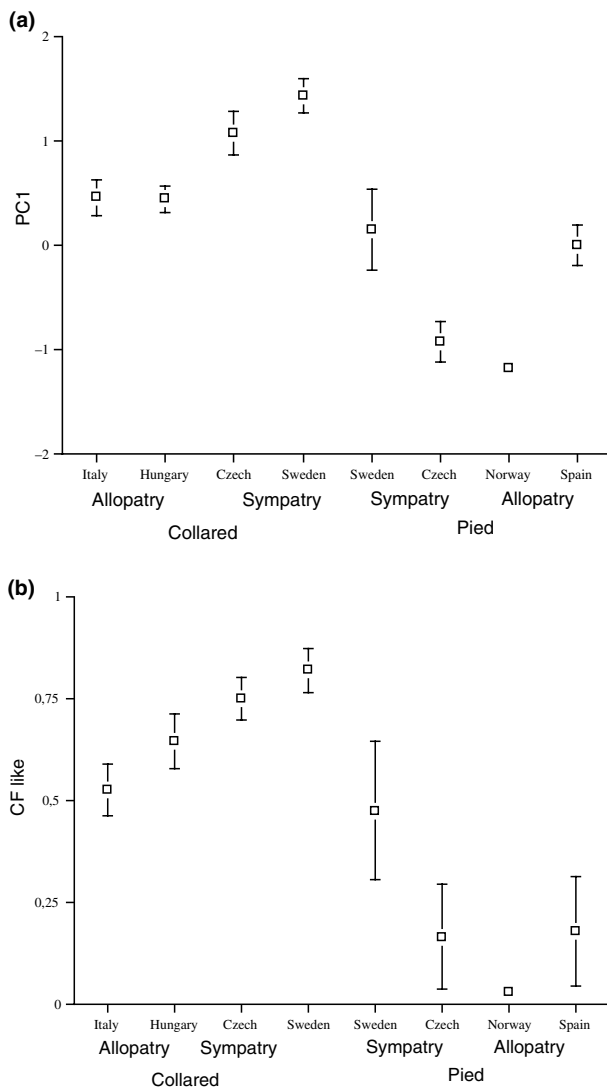 (a)
2
1
0
–1
–2
PC1
Italy Hungary Czech Sweden Sweden Czech Norway Spain
Allopatry Sympatry Sympatry Allopatry
Collared Pied
(b)
1
0,75
0,5
0,25
0
CF like
Italy Hungary Czech Sweden Sweden Czech Norway Spain
Allopatry Sympatry Sympatry Allopatry
Collared Pied